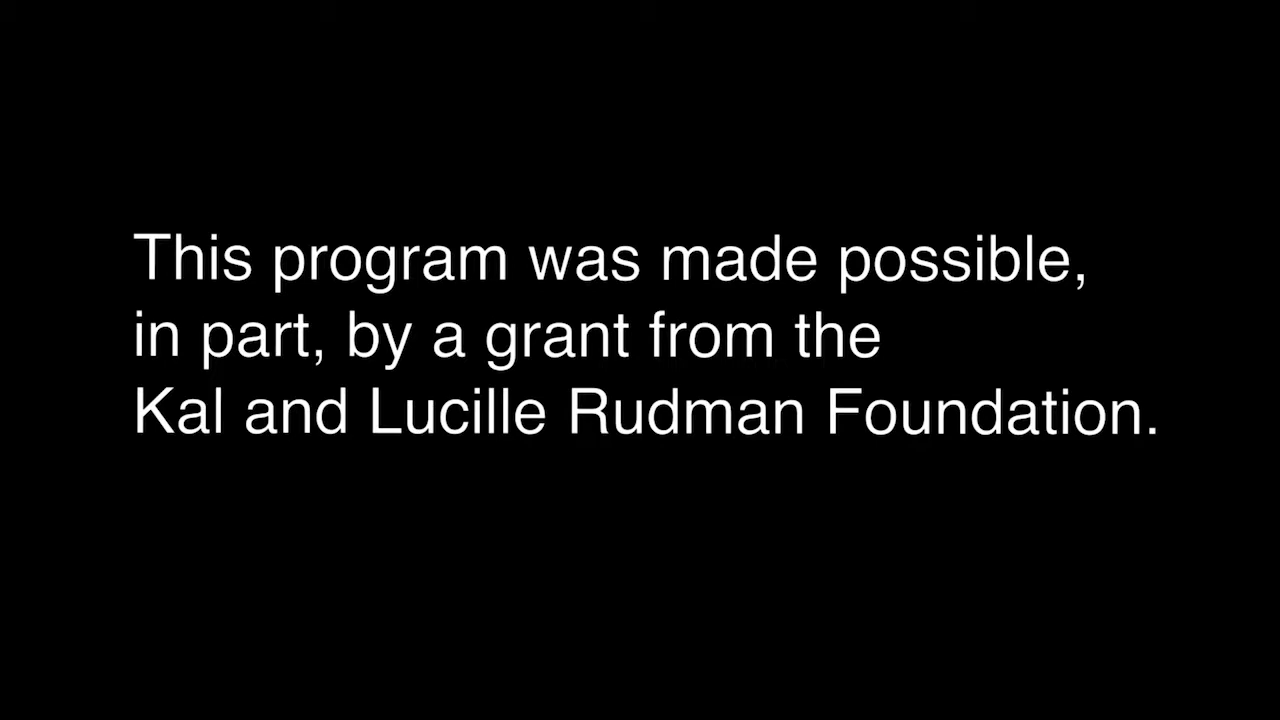 This program was made possible,
in part, by a grant from the
Kal and Lucille Rudman Foundation.